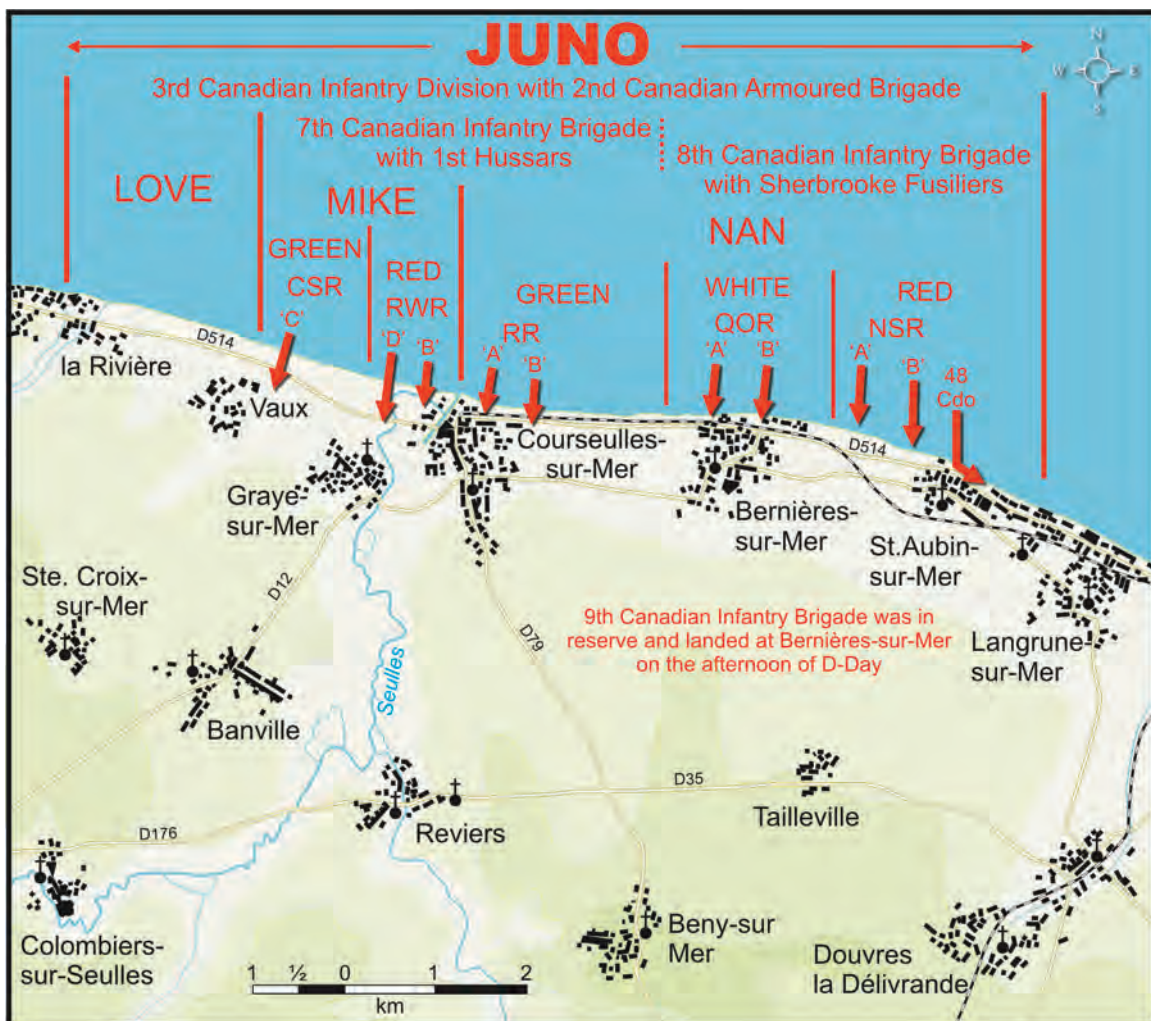 JUNO
3rd Canadian Infantry Division with 2nd Canadian Armoured Brigade
7th Canadian Infantry Brigade
with 1st Hussars
8th Canadian Infantry Brigade
with Sherbrooke Fusiliers
N
W
E
S
LOVE
MIKE
NAN
GREEN
CSR
'C'
RED
RWR
'D'
'B'
GREEN
RR
'A'
'B'
WHITE
QOR
'A'
'B'
RED
NSR
'A'
'B'
48
Cdo
D514
la Rivière
Vaux
Courseulles-
sur-Mer
D514
Graye-
sur-Mer
Bernières-
sur-Mer
St.Aubin-
sur-Mer
Ste. Croix-
sur-Mer
D12
D79
9th Canadian Infantry Brigade was in
reserve and landed at Bernières-sur-Mer
on the afternoon of D-Day
Langrune-
sur-Mer
Seulles
Banville
D35
Tailleville
D176
Reviers
Colombiers-
sur-Seulles
Beny-sur
Mer
Douvres
la Délivrande
1 ½ 0 1 2
km